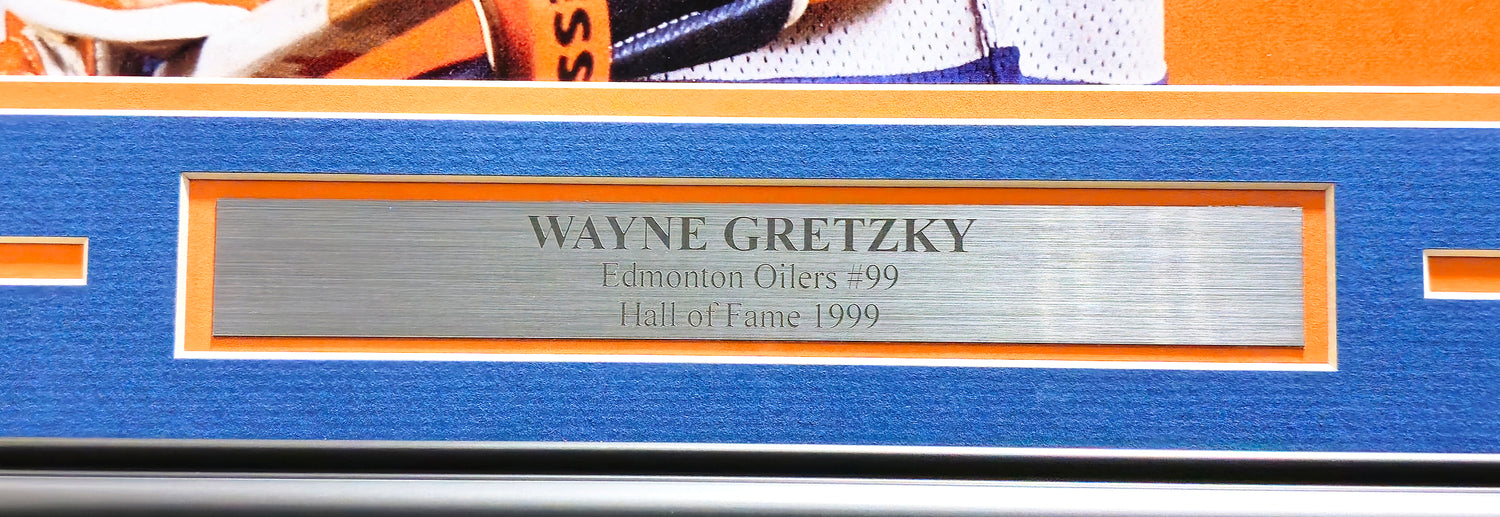 WAYNE GRETZKY
Edmonton Oilers #99
Hall of Fame 1999